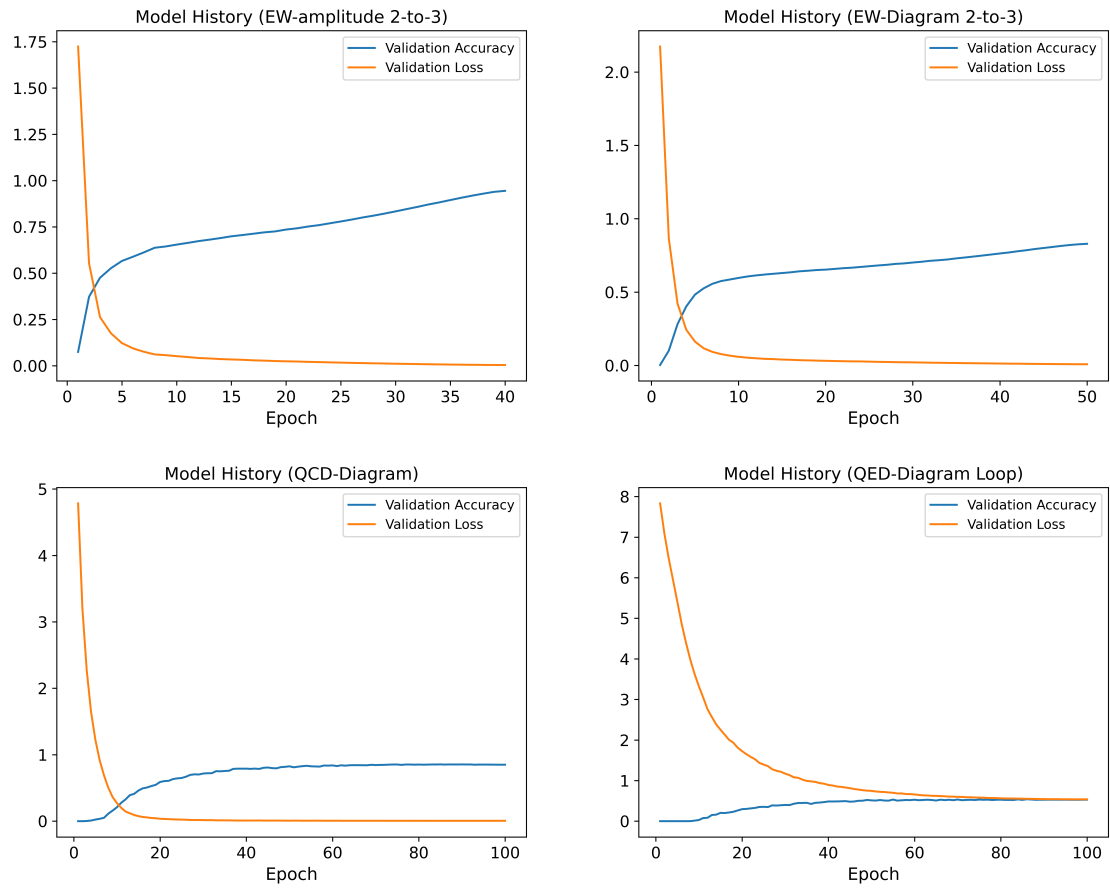 Model History (EW-amplitude 2-to-3)
Validation Accuracy
Validation Loss
1.75
1.50
1.25
1.00
0.75
0.50
0.25
0.00
0 5 10 15 20 25 30 35 40
Epoch
Model History (EW-Diagram 2-to-3)
Validation Accuracy
Validation Loss
2.0
1.5
1.0
0.5
0.0
0 10 20 30 40 50
Epoch
Model History (QCD-Diagram)
Validation Accuracy
Validation Loss
5
4
3
2
1
0
0 20 40 60 80 100
Epoch
Model History (QED-Diagram Loop)
Validation Accuracy
Validation Loss
8
7
6
5
4
3
2
1
0
0 20 40 60 80 100
Epoch